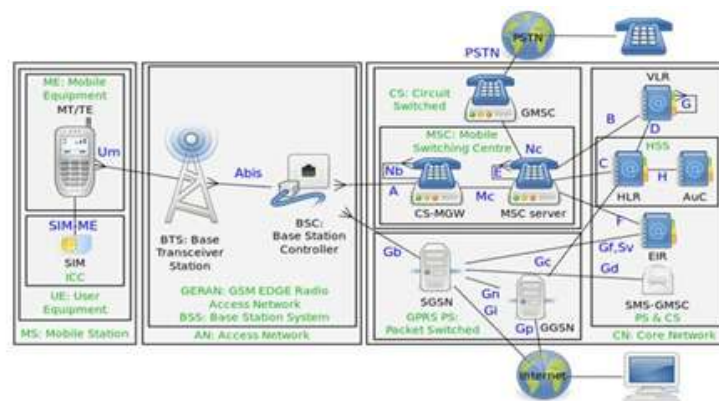 PSTN
PSTN
ME: Mobile
Equipment
MT/TE
Um
SIM-ME
SIM
ICC
UE: User
Equipment
MS: Mobile Station
Abis
BTS: Base
Transceiver
Station
BSC:
Base Station
Controller
GERAN: GSM EDGE Radio
Access Network
BSS: Base Station System
AN: Access Network
CS: Circuit
Switched
GMSC
MSC: Mobile
Switching Centre
Nc
Nb
E
A
Mc
CS-MGW
MSC server
VLR
G
B
D
HSS
C
H
HLR
AuC
F
EIR
Gf,Sv
Gc
Gd
SMS-GMSC
PS & CS
CN: Core Network
Gb
SGSN
Gn
Gi
Gp
GGSN
GPRS PS:
Packet Switched
Internet